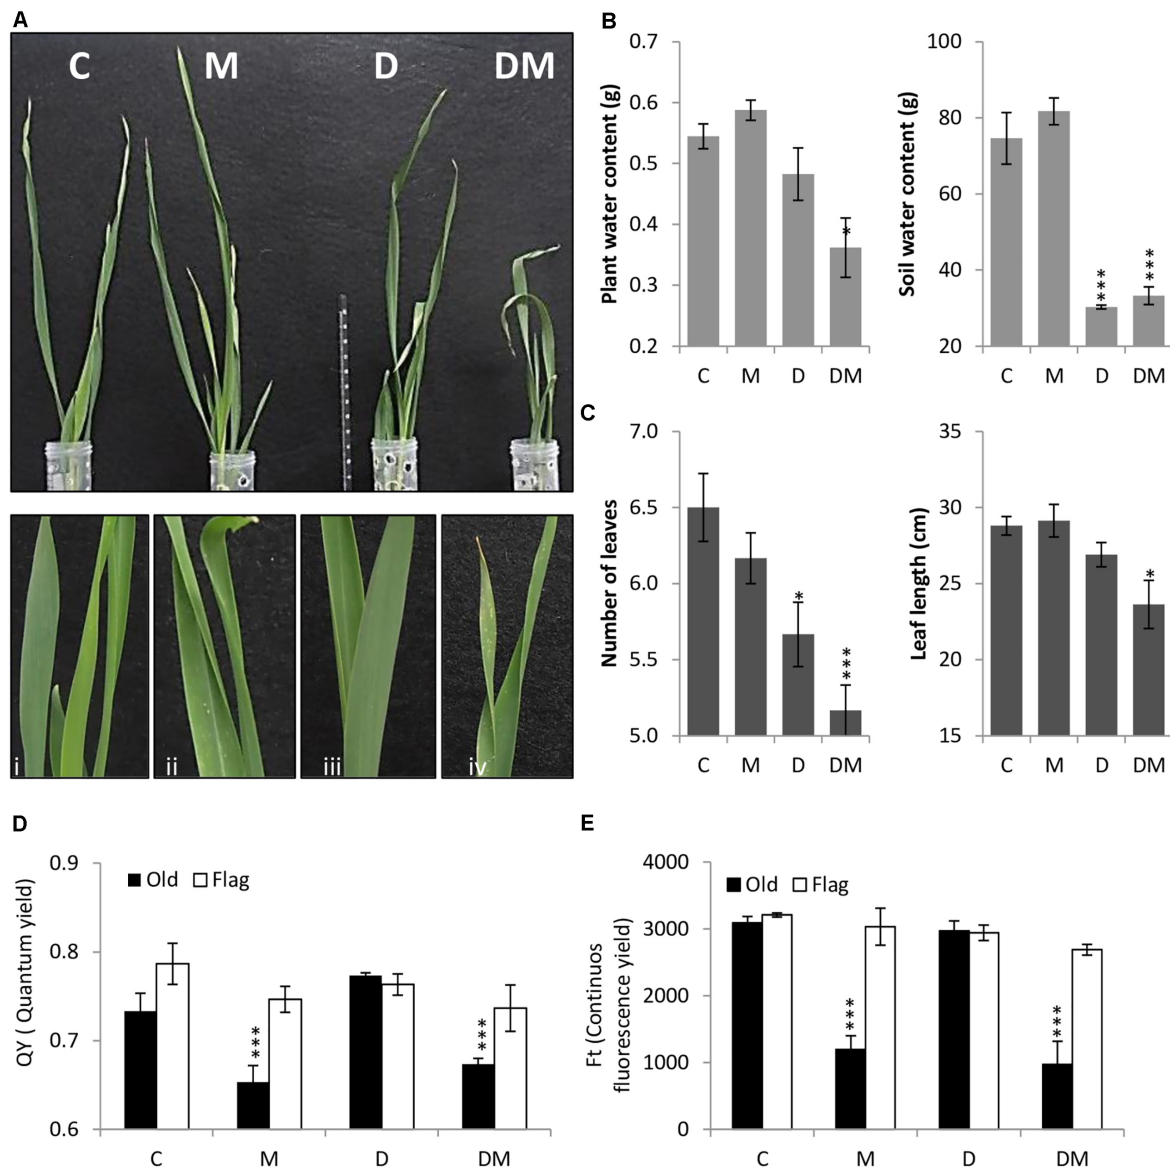 A
C M D DM
i ii iii iv
B
Plant water content (g)
0.7
0.6
0.5
0.4
0.3
0.2
*
C M D DM
Soil water content (g)
100
80
60
40
20
***
***
C M D DM
C
Number of leaves
7.0
6.5
6.0
5.5
5.0
*
***
C M D DM
Leaf length (cm)
35
30
25
20
15
*
C M D DM
D
QY ( Quantum yield)
0.9
0.8
0.7
0.6
Old Flag
***
***
C M D DM
E
Ft (Continuos
fluorescence yield)
4000
3000
2000
1000
0
Old Flag
***
***
C M D DM